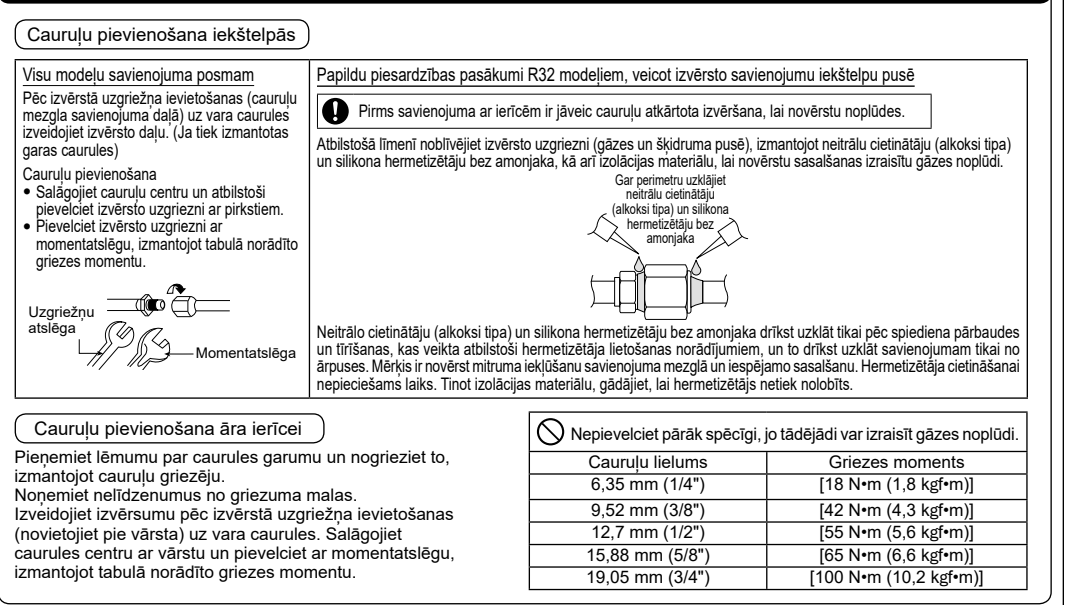 Cauruļu pievienošana iekštelpās
Visu modeļu savienojuma posmam
Pēc izvērstā uzgriežņa ievietošanas (cauruļu
mezgla savienojuma daļā) uz vara caurules
izveidojiet izvērsto daļu. (Ja tiek izmantotas
garas caurules)
Cauruļu pievienošana
• Salāgojiet cauruļu centru un atbilstoši
pievelciet izvērsto uzgriezni ar pirkstiem.
• Pievelciet izvērsto uzgriezni ar
momentatslēgu, izmantojot tabulā norādīto
griezes momentu.
Uzgriežņu
atslēga
Momentatslēga
Papildu piesardzības pasākumi R32 modeļiem, veicot izvērsto savienojumu iekštelpu pusē
Pirms savienojuma ar ierīcēm ir jāveic cauruļu atkārtota izvēršana, lai novērstu noplūdes.
Atbilstošā līmenī noblīvējiet izvērsto uzgriezni (gāzes un šķidruma pusē), izmantojot neitrālu cietinātāju (alkoksi tipa)
un silikona hermetizētāju bez amonjaka, kā arī izolācijas materiālu, lai novērstu sasalšanas izraisītu gāzes noplūdi.
Gar perimetru uzklājiet
neitrālu cietinātāju
(alkoksi tipa) un silikona
hermetizētāju bez
amonjaka
Neitrālo cietinātāju (alkoksi tipa) un silikona hermetizētāju bez amonjaka drīkst uzklāt tikai pēc spiediena pārbaudes
un tīrīšanas, kas veikta atbilstoši hermetizētāja lietošanas norādījumiem, un to drīkst uzklāt savienojumam tikai no
ārpuses. Mērķis ir novērst mitruma iekļūšanu savienojuma mezglā un iespējamo sasalšanu. Hermetizētāja cietināšanai
nepieciešams laiks. Tinot izolācijas materiālu, gādājiet, lai hermetizētājs netiek nolobīts.
Cauruļu pievienošana āra ierīcei
Pieņemiet lēmumu par caurules garumu un nogrieziet to,
izmantojot cauruļu griezēju.
Noņemiet nelīdzenumus no griezuma malas.
Izveidojiet izvērsumu pēc izvērstā uzgriežņa ievietošanas
(novietojiet pie vārsta) uz vara caurules. Salāgojiet
caurules centru ar vārstu un pievelciet ar momentatslēgu,
izmantojot tabulā norādīto griezes momentu.
Nepievelciet pārāk spēcīgi, jo tādējādi var izraisīt gāzes noplūdi.
Cauruļu lielums Griezes moments
6,35 mm (1/4") [18 N•m (1,8 kgf•m)]
9,52 mm (3/8") [42 N•m (4,3 kgf•m)]
12,7 mm (1/2") [55 N•m (5,6 kgf•m)]
15,88 mm (5/8") [65 N•m (6,6 kgf•m)]
19,05 mm (3/4") [100 N•m (10,2 kgf•m)]